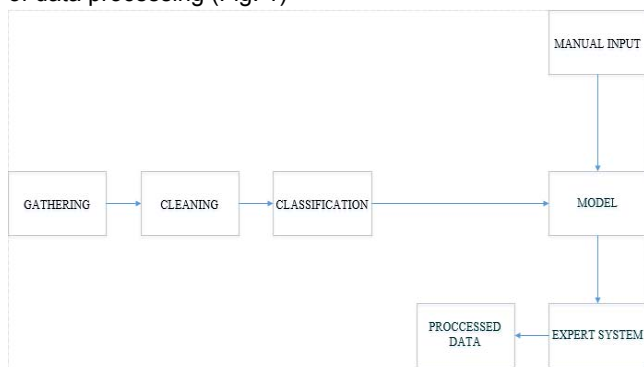 of data processing (Fig. 1)
MANUAL INPUT
GATHERING
CLEANING
CLASSIFICATION
MODEL
PROCCESSED
DATA
EXPERT SYSTEM